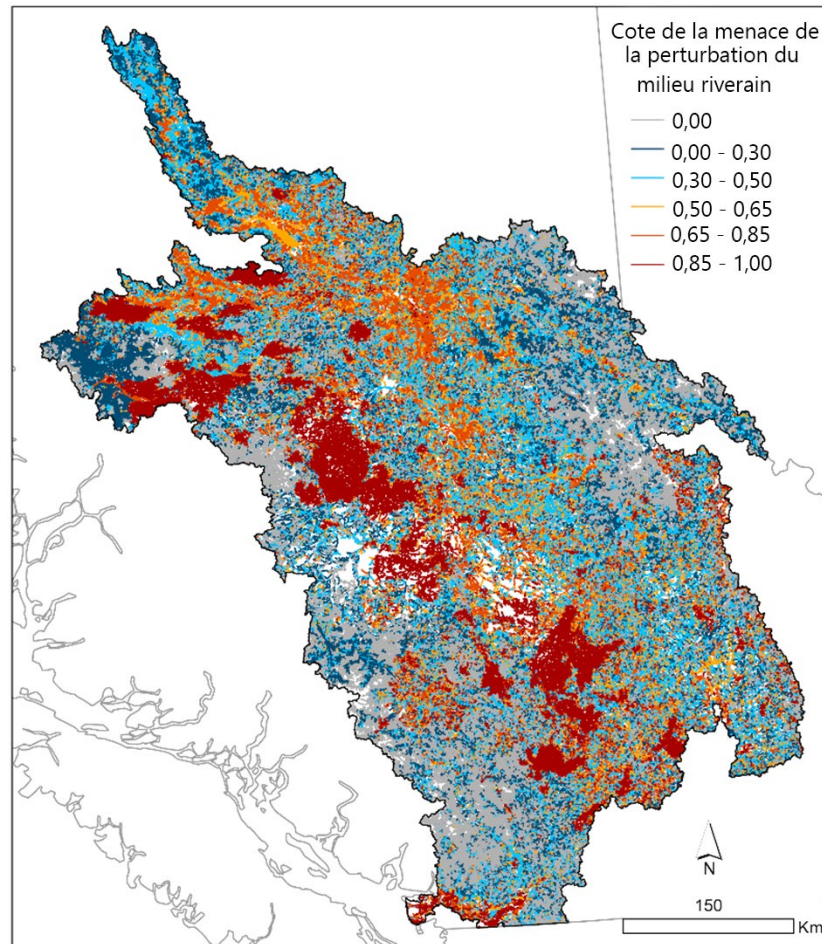 Cote de la menace de
la perturbation du
milieu riverain
0,00
0,00 - 0,30
0,30 - 0,50
0,50 - 0,65
0,65 - 0,85
0,85 - 1,00
N
150
Km